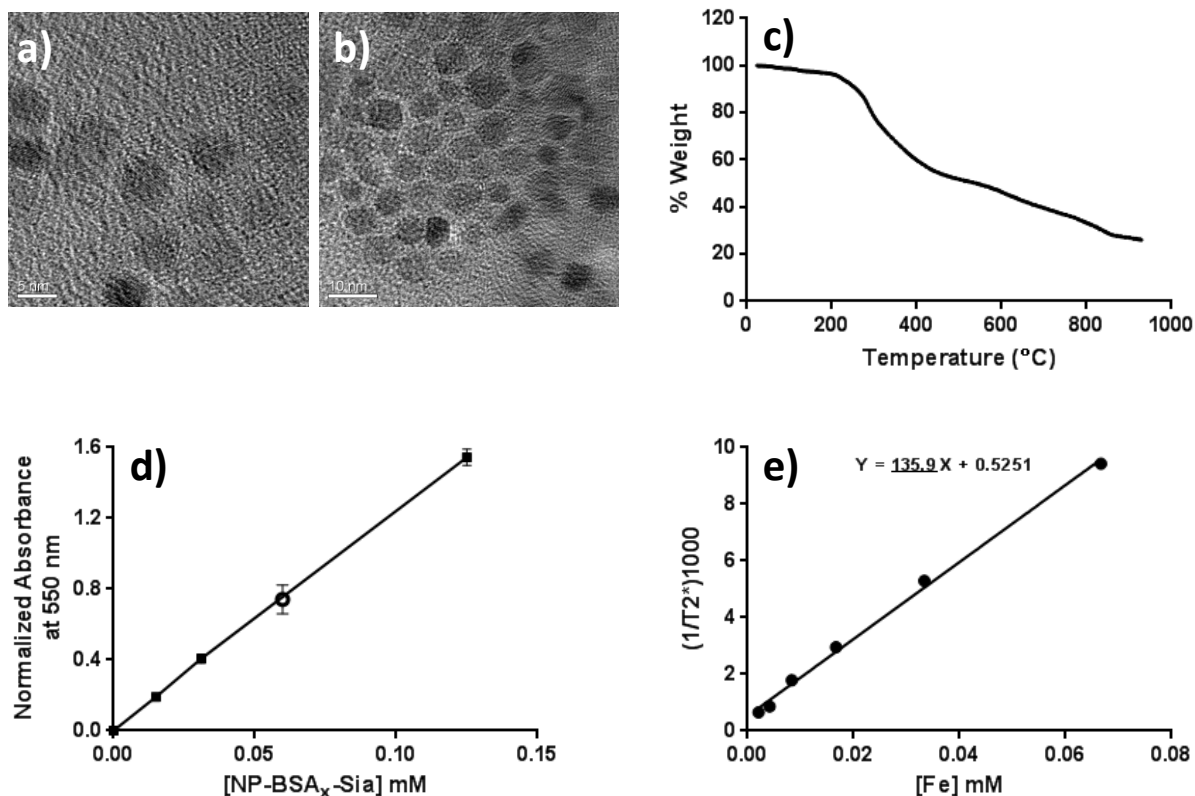 a)
5 nm
b)
10 nm
c)
120
100
80
60
40
20
0
% Weight
0 200 400 600 800 1000
Temperature (°C)
d)
1.6
1.2
0.8
0.4
0.0
Normalized Absorbance
at 550 nm
0.00 0.05 0.10 0.15
[NP-BSAₓ-Sia] mM
e)
Y = 135.9 X + 0.5251
10
8
6
4
2
0
(1/T2*)1000
0.00 0.02 0.04 0.06 0.08
[Fe] mM